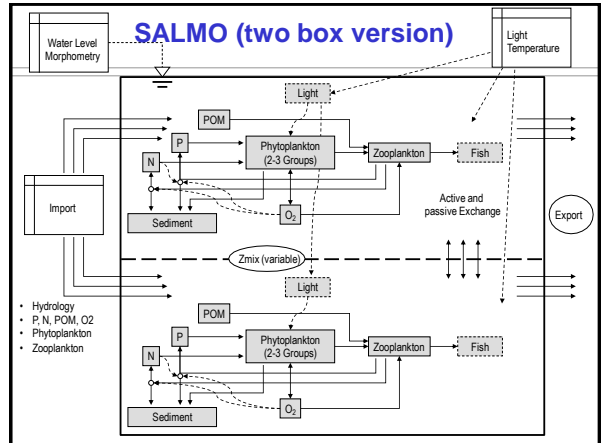 SALMO (two box version)
Water Level
Morphometry
Light
Temperature
Light
POM
P
Phytoplankton
(2-3 Groups)
Zooplankton
Fish
N
Import
Active and
passive Exchange
Export
Sediment
O2
Zmix (variable)
Light
• Hydrology
• P, N, POM, O2
• Phytoplankton
• Zooplankton
POM
P
Phytoplankton
(2-3 Groups)
Zooplankton
Fish
N
O2
Sediment